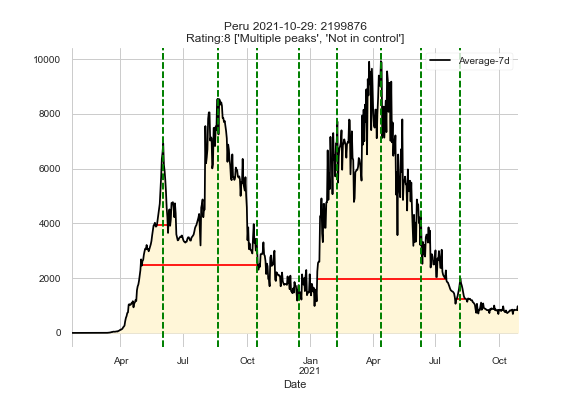 Peru 2021-10-29: 2199876
Rating:8 ['Multiple peaks', 'Not in control']
Average-7d
10000
8000
6000
4000
2000
0
Apr Jul Oct Jan Apr Jul Oct
2021
Date